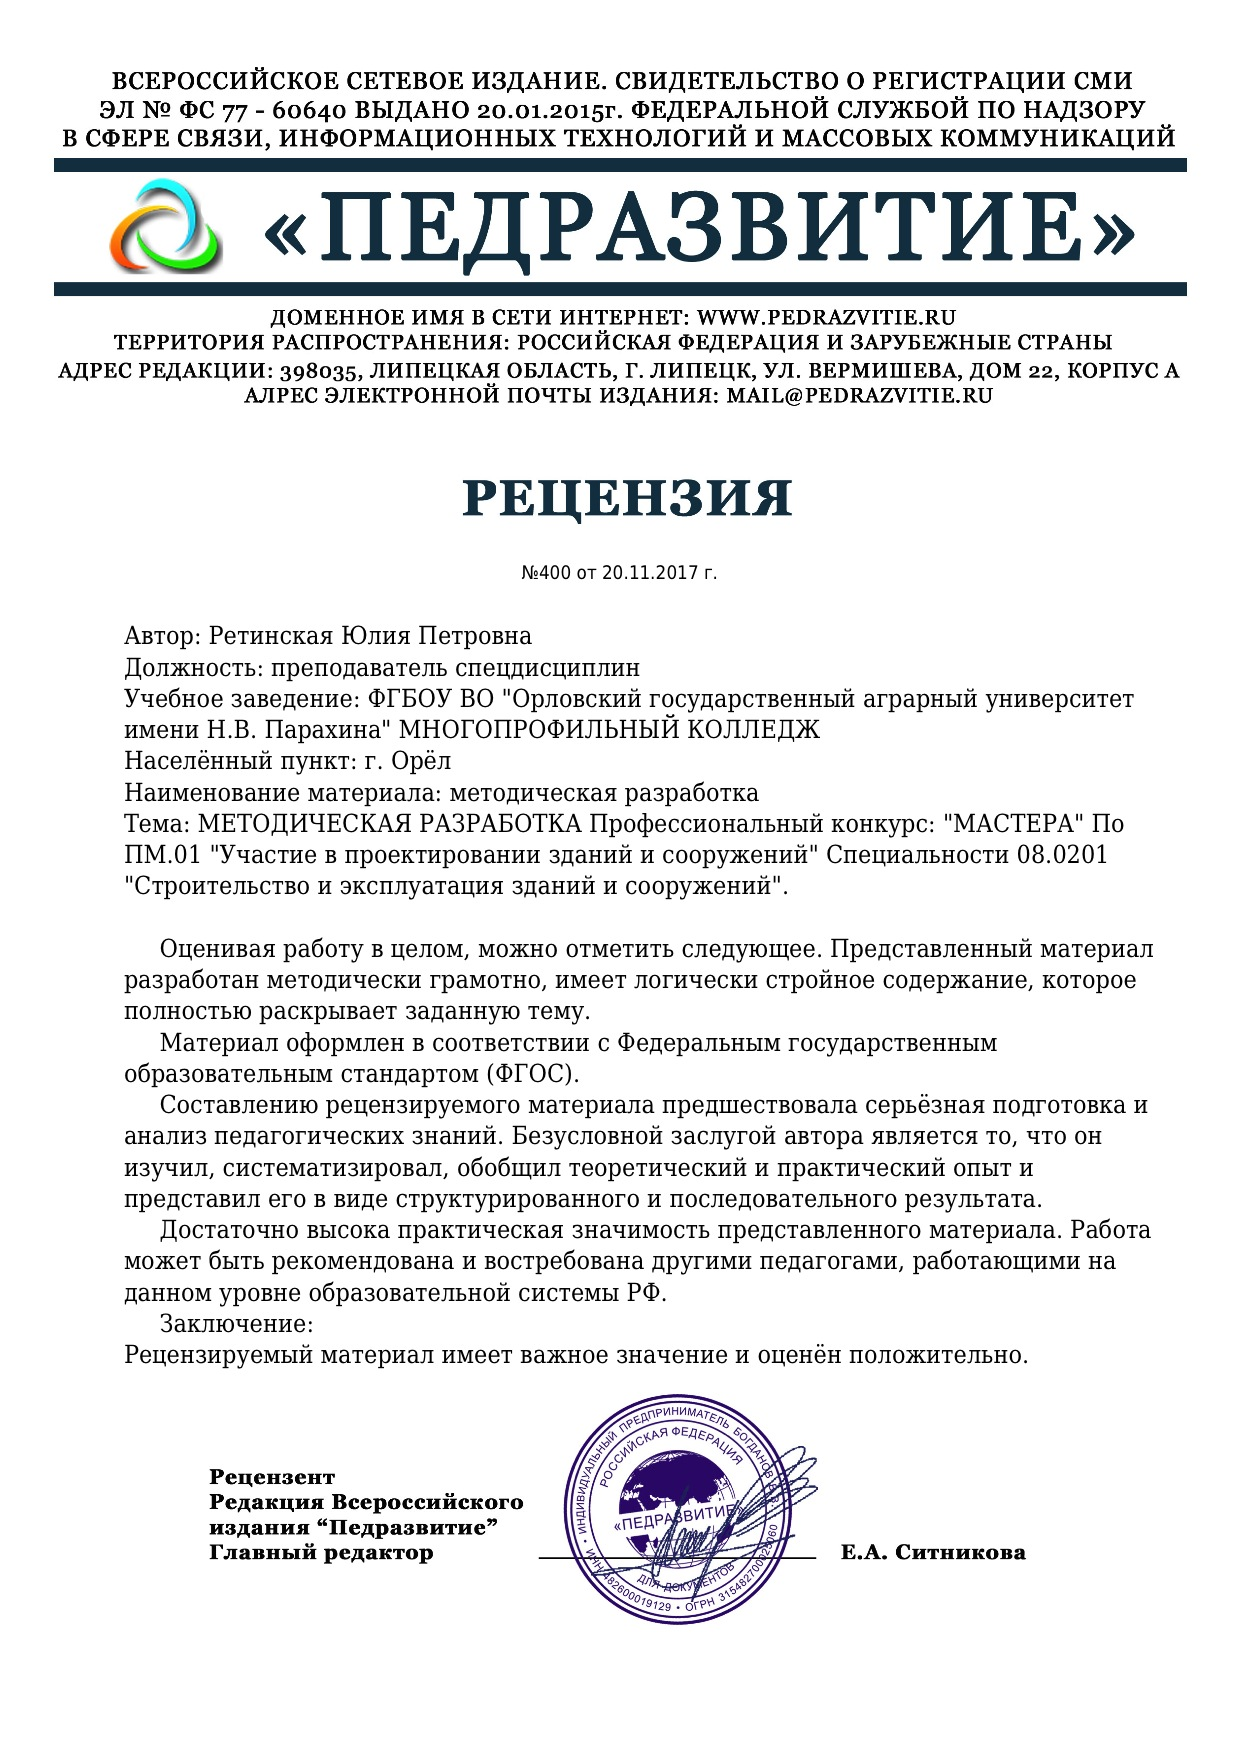 ВСЕРОССИЙСКОЕ СЕТЕВОЕ ИЗДАНИЕ. СВИДЕТЕЛЬСТВО О РЕГИСТРАЦИИ СМИ
ЭЛ № ФС 77 - 60640 ВЫДАНО 20.01.2015г. ФЕДЕРАЛЬНОЙ СЛУЖБОЙ ПО НАДЗОРУ
В СФЕРЕ СВЯЗИ, ИНФОРМАЦИОННЫХ ТЕХНОЛОГИЙ И МАССОВЫХ КОММУНИКАЦИЙ
«ПЕДРАЗВИТИЕ»
ДОМЕННОЕ ИМЯ В СЕТИ ИНТЕРНЕТ: WWW.PEDRAZVITIE.RU
ТЕРРИТОРИЯ РАСПРОСТРАНЕНИЯ: РОССИЙСКАЯ ФЕДЕРАЦИЯ И ЗАРУБЕЖНЫЕ СТРАНЫ
АДРЕС РЕДАКЦИИ: 398035, ЛИПЕЦКАЯ ОБЛАСТЬ, Г. ЛИПЕЦК, УЛ. ВЕРМИШЕВА, ДОМ 22, КОРПУС А
АЛРЕС ЭЛЕКТРОННОЙ ПОЧТЫ ИЗДАНИЯ: MAIL@PEDRAZVITIE.RU
РЕЦЕНЗИЯ
№400 от 20.11.2017 г.
Автор: Ретинская Юлия Петровна
Должность: преподаватель спецдисциплин
Учебное заведение: ФГБОУ ВО "Орловский государственный аграрный университет
имени Н.В. Парахина" МНОГОПРОФИЛЬНЫЙ КОЛЛЕДЖ
Населённый пункт: г. Орёл
Наименование материала: методическая разработка
Тема: МЕТОДИЧЕСКАЯ РАЗРАБОТКА Профессиональный конкурс: "МАСТЕРА" По
ПМ.01 "Участие в проектировании зданий и сооружений" Специальности 08.0201
"Строительство и эксплуатация зданий и сооружений".
Оценивая работу в целом, можно отметить следующее. Представленный материал
разработан методически грамотно, имеет логически стройное содержание, которое
полностью раскрывает заданную тему.
Материал оформлен в соответствии с Федеральным государственным
образовательным стандартом (ФГОС).
Составлению рецензируемого материала предшествовала серьёзная подготовка и
анализ педагогических знаний. Безусловной заслугой автора является то, что он
изучил, систематизировал, обобщил теоретический и практический опыт и
представил его в виде структурированного и последовательного результата.
Достаточно высока практическая значимость представленного материала. Работа
может быть рекомендована и востребована другими педагогами, работающими на
данном уровне образовательной системы РФ.
Заключение:
Рецензируемый материал имеет важное значение и оценён положительно.
ИНДИВИДУАЛЬНЫЙ ПРЕДПРИНИМАТЕЛЬ БОГДАНОВ
РОССИЙСКАЯ ФЕДЕРАЦИЯ
«ПЕДРАЗВИТИЕ»
ДЛЯ ДОКУМЕНТОВ
ИНН 482600019129 • ОГРН
Рецензент
Редакция Всероссийского
издания “Педразвитие”
Главный редактор Е.А. Ситникова